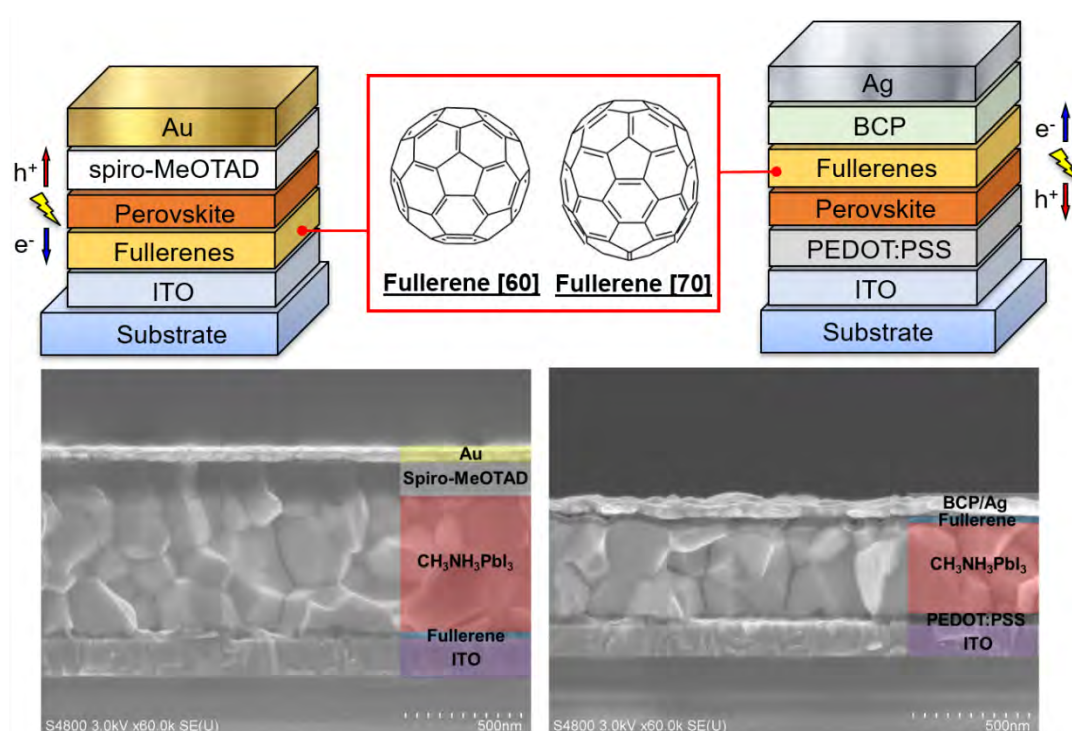 Au
spiro-MeOTAD
Perovskite
Fullerenes
ITO
Substrate
h+
e-
Fullerene [60]
Fullerene [70]
Ag
BCP
Fullerenes
Perovskite
PEDOT:PSS
ITO
Substrate
e-
h+
Au
Spiro-MeOTAD
CH3NH3PbI3
Fullerene
ITO
S4800 3.0kV x60.0k SE(U)
500nm
BCP/Ag
Fullerene
CH3NH3PbI3
PEDOT:PSS
ITO
S4800 3.0kV x60.0k SE(U)
500nm